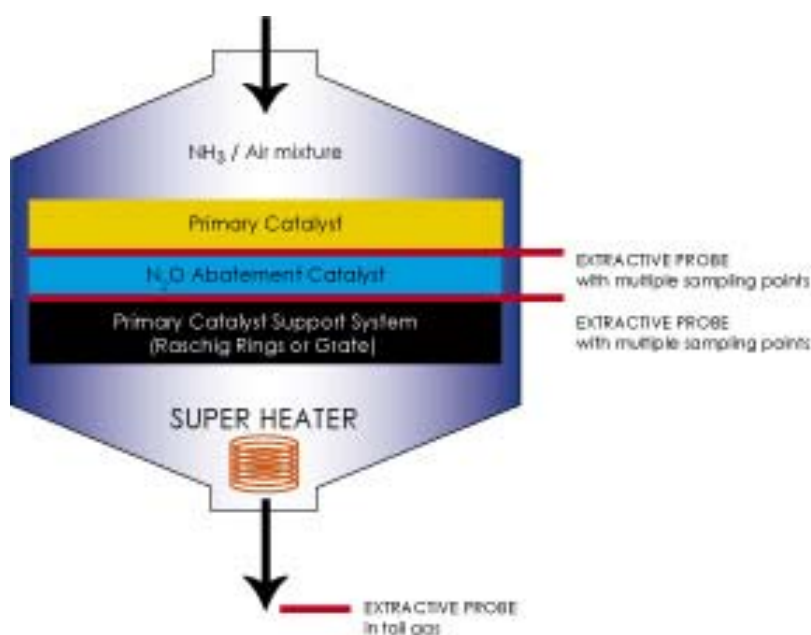 NH₃ / Air mixture
Primary Catalyst
EXTRACTIVE PROBE
with multiple sampling points
N₂O Abatement Catalyst
Primary Catalyst Support System
(Raschig Rings or Grate)
EXTRACTIVE PROBE
with multiple sampling points
SUPER HEATER
EXTRACTIVE PROBE
in tail gas